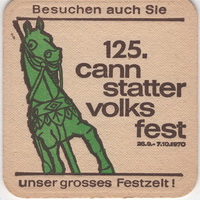 Besuchen auch Sie
125.
cann
statter
volks
fest
26.9.-7.10.1970
unser grosses Festzelt!